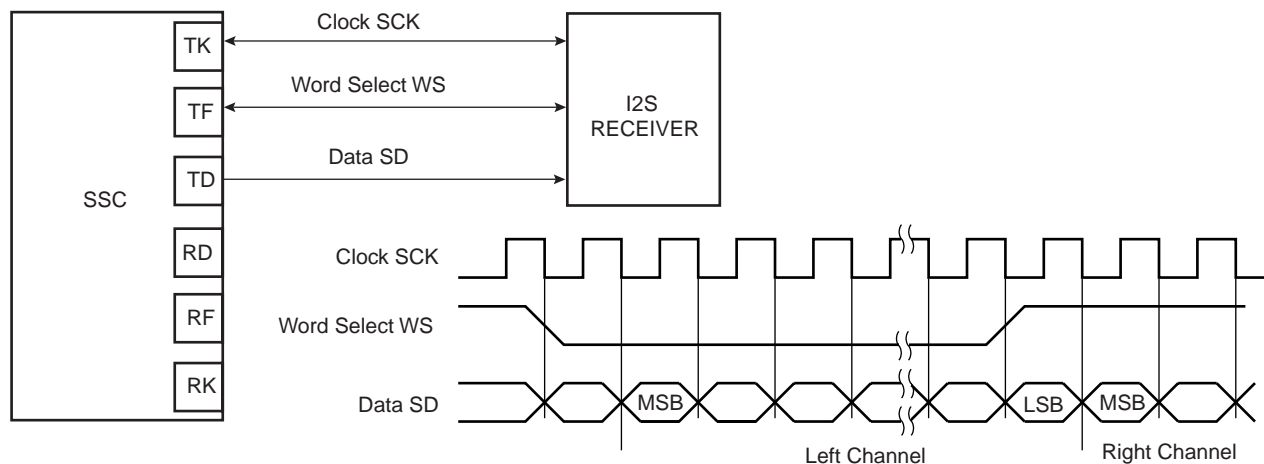 TK
Clock SCK
TF
Word Select WS
I2S
RECEIVER
TD
Data SD
SSC
RD
RF
RK
Clock SCK
Word Select WS
Data SD
MSB
LSB
MSB
Left Channel
Right Channel